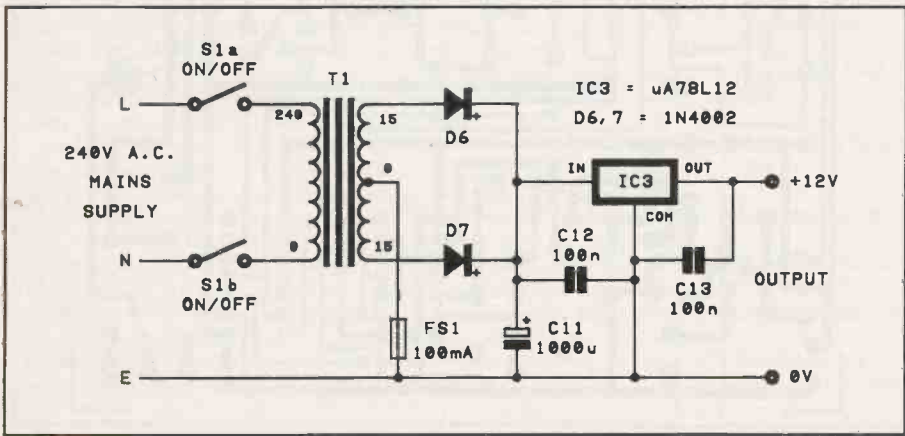 S1a
ON/OFF
T1
IC3 = uA78L12
D6,7 = 1N4002
L
240
15
+
D6
240V A.C.
MAINS
SUPPLY
0
IN
IC3
OUT
+12V
COM
D7
C12
100n
N
0
15
+
S1b
ON/OFF
C13
100n
OUTPUT
FS1
100mA
+
C11
1000u
E
0V